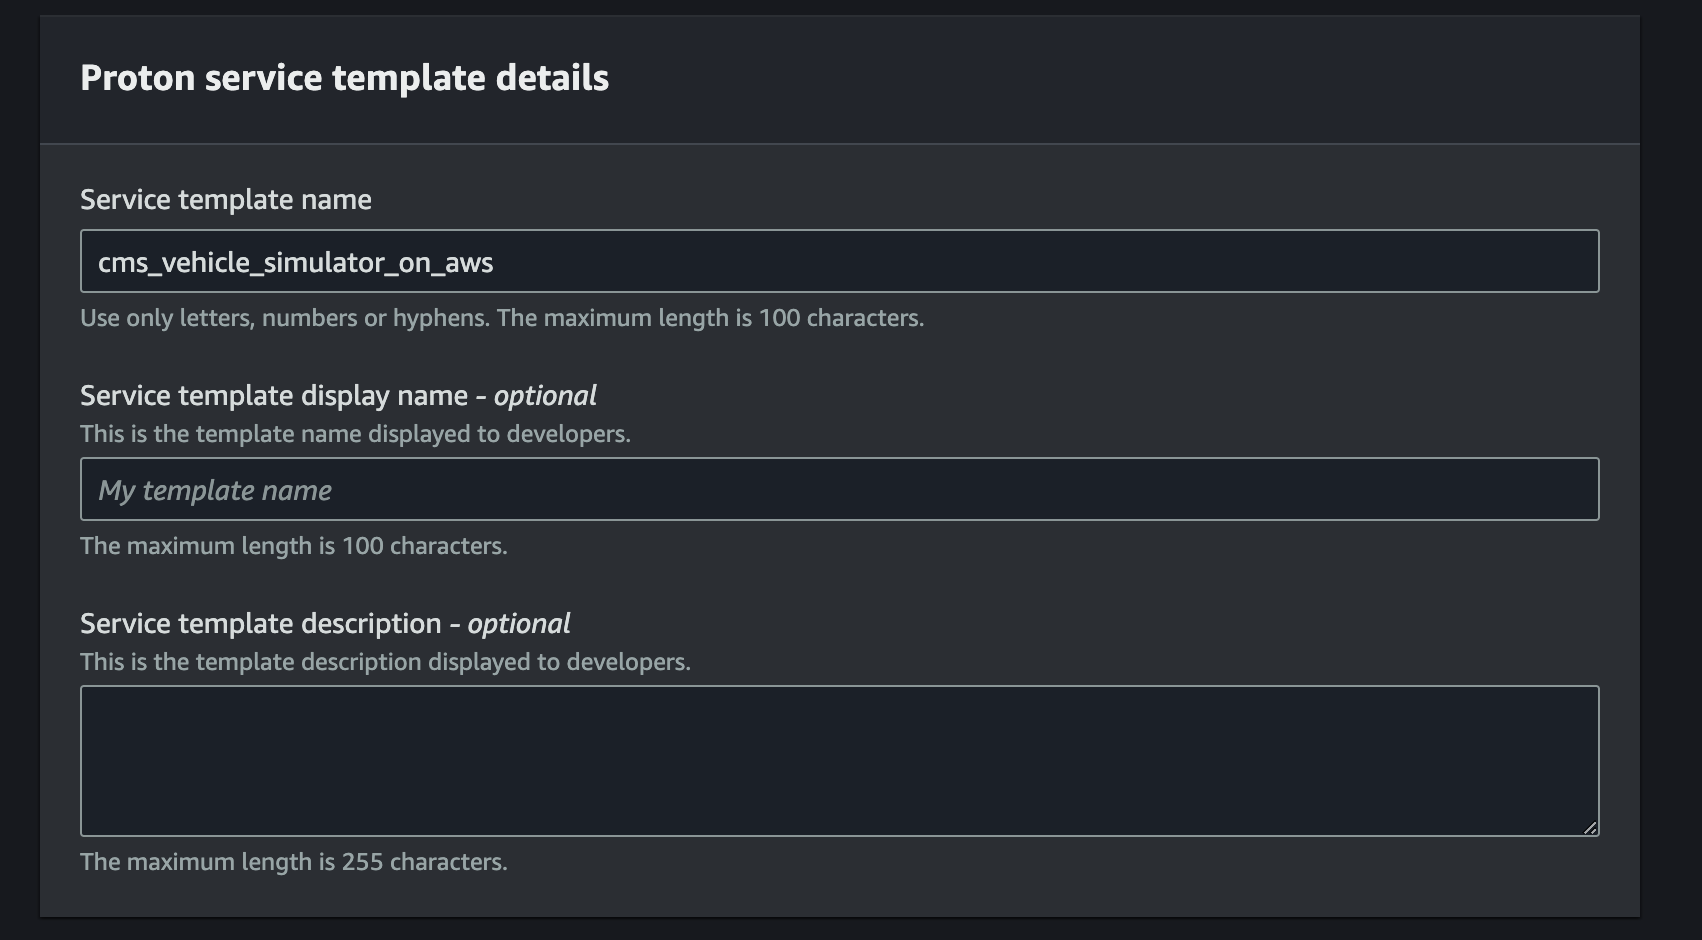 Proton service template details
Service template name
cms_vehicle_simulator_on_aws
Use only letters, numbers or hyphens. The maximum length is 100 characters.
Service template display name - optional
This is the template name displayed to developers.
My template name
The maximum length is 100 characters.
Service template description - optional
This is the template description displayed to developers.
The maximum length is 255 characters.